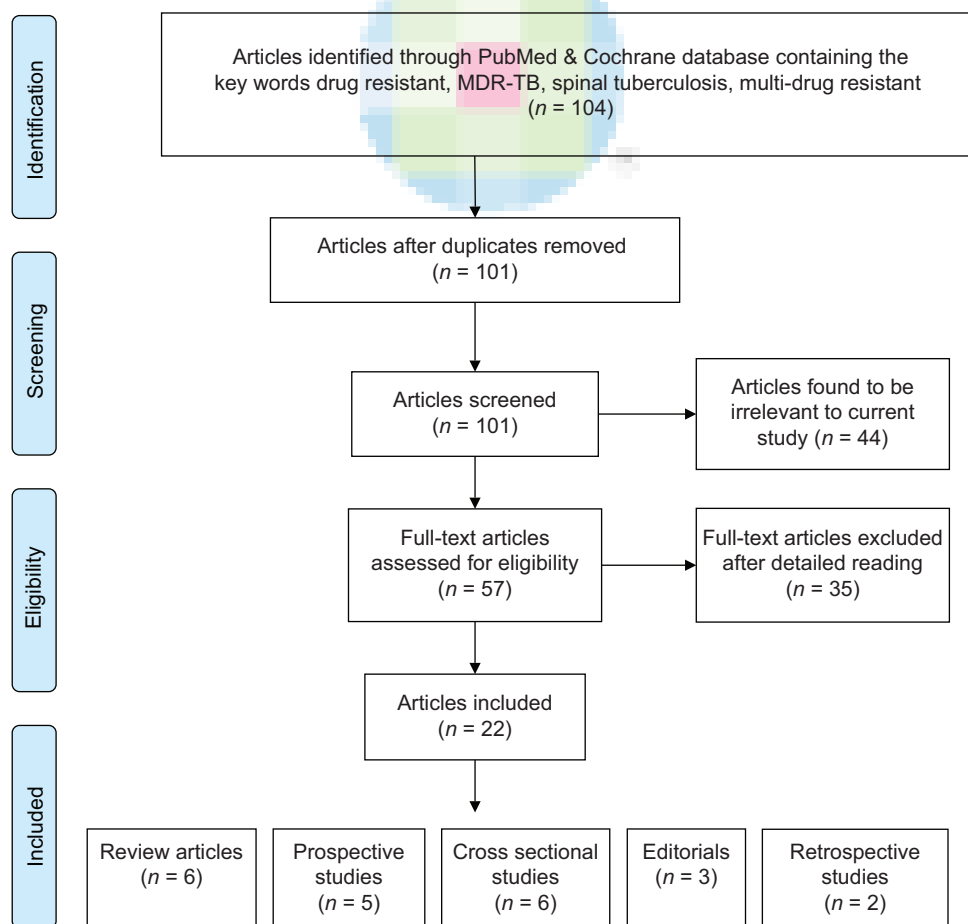 Identification
Articles identified through PubMed & Cochrane database containing the
key words drug resistant, MDR-TB, spinal tuberculosis, multi-drug resistant
(n = 104)
Articles after duplicates removed
(n = 101)
Screening
Articles screened
(n = 101)
Articles found to be
irrelevant to current
study (n = 44)
Eligibility
Full-text articles
assessed for eligibility
(n = 57)
Full-text articles excluded
after detailed reading
(n = 35)
Articles included
(n = 22)
Included
Review articles
(n = 6)
Prospective
studies
(n = 5)
Cross sectional
studies
(n = 6)
Editorials
(n = 3)
Retrospective
studies
(n = 2)